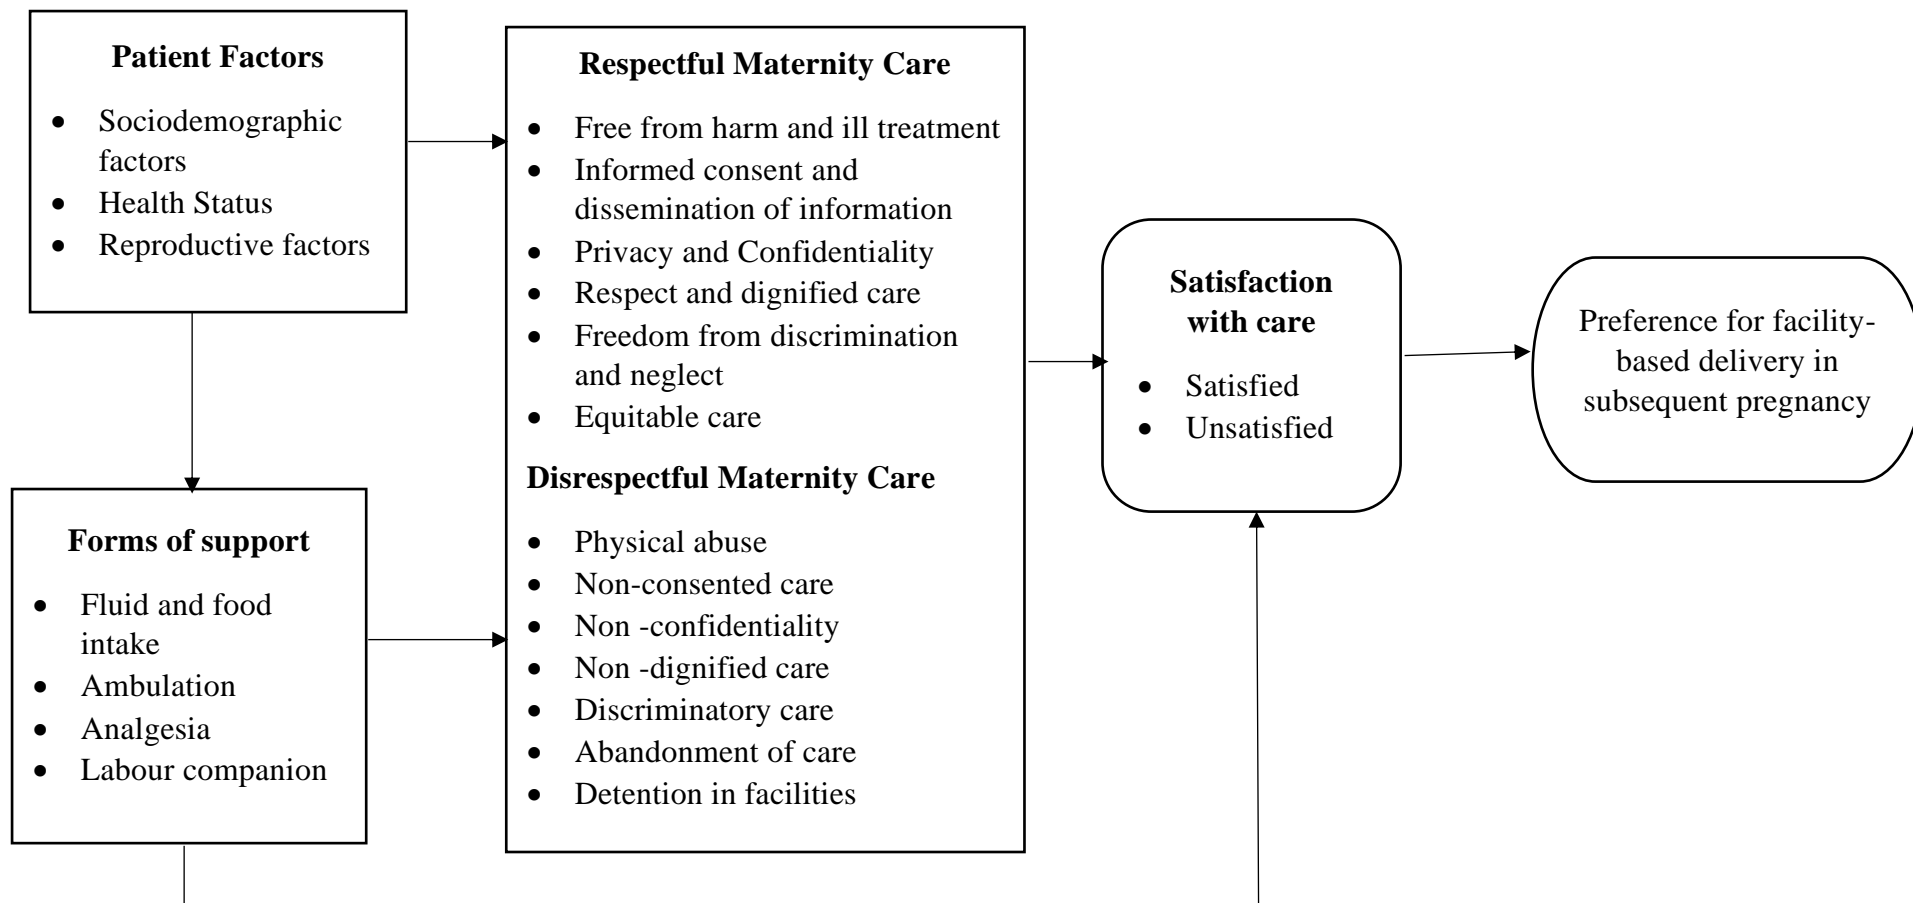 Patient Factors
• Sociodemographic
factors
• Health Status
• Reproductive factors
Forms of support
• Fluid and food
intake
• Ambulation
• Analgesia
• Labour companion
Respectful Maternity Care
• Free from harm and ill treatment
• Informed consent and
dissemination of information
• Privacy and Confidentiality
• Respect and dignified care
• Freedom from discrimination
and neglect
• Equitable care
Disrespectful Maternity Care
• Physical abuse
• Non-consented care
• Non -confidentiality
• Non -dignified care
• Discriminatory care
• Abandonment of care
• Detention in facilities
Satisfaction
with care
• Satisfied
• Unsatisfied
Preference for facility-
based delivery in
subsequent pregnancy